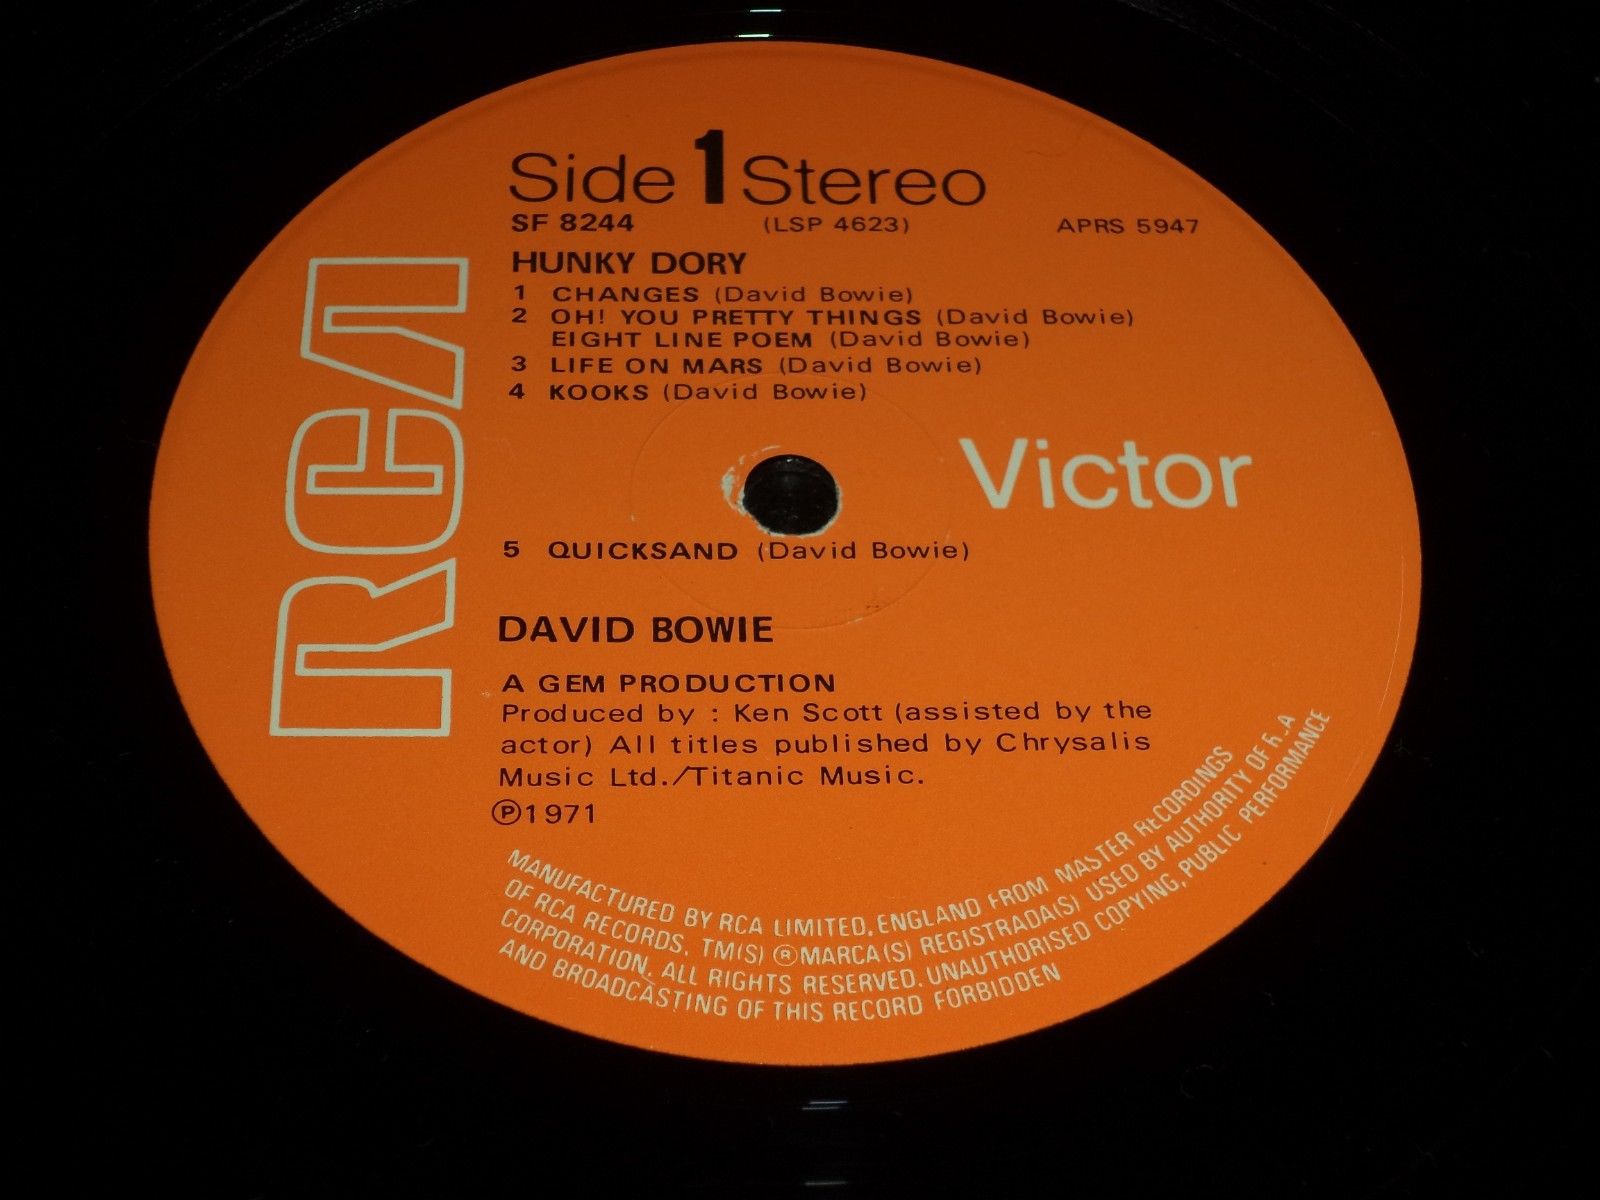 Side 1 Stereo
SF 8244 (LSP 4623) APRS 5947
HUNKY DORY
1 CHANGES (David Bowie)
2 OH! YOU PRETTY THINGS (David Bowie)
EIGHT LINE POEM (David Bowie)
3 LIFE ON MARS (David Bowie)
4 KOOKS (David Bowie)
RCA
Victor
5 QUICKSAND (David Bowie)
DAVID BOWIE
A GEM PRODUCTION
Produced by : Ken Scott (assisted by the
actor) All titles published by Chrysalis
Music Ltd./Titanic Music.
Ⓟ1971
MANUFACTURED BY RCA LIMITED, ENGLAND FROM MASTER RECORDINGS
OF RCA RECORDS. TM(S) ® MARCA(S) REGISTRADA(S) USED BY AUTHORITY OF RCA
CORPORATION. ALL RIGHTS RESERVED. UNAUTHORISED COPYING, PUBLIC PERFORMANCE
AND BROADCASTING OF THIS RECORD FORBIDDEN